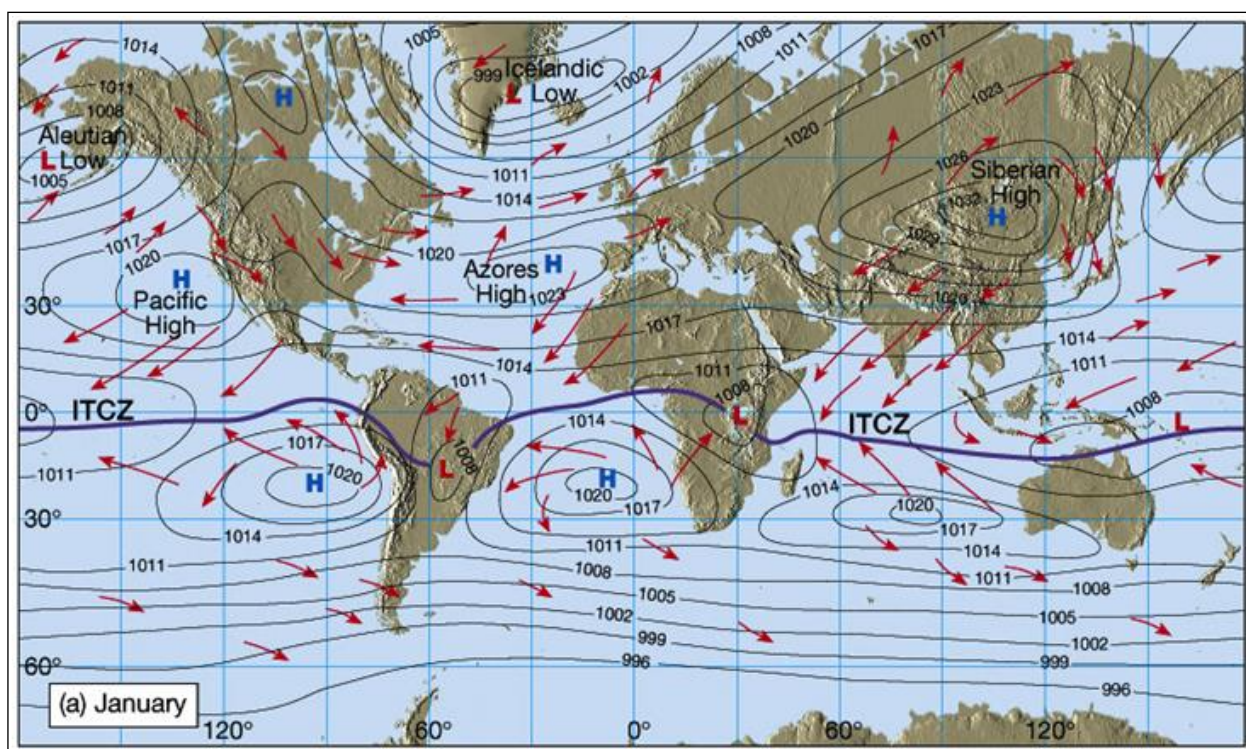 1014
1005
1008
1011
1017
999
Icelandic
L
Low
1002
H
1011
1008
Aleutian
L Low
1005
1023
1020
1026
Siberian
High
1032
H
1029
1011
1014
1017
1020
1020
H
Pacific
High
Azores
High
H
1023
1020
30°
1017
1014
1011
1014
1011
1011
1008
1008
0°
ITCZ
L
ITCZ
L
1014
1017
1008
L
1011
H
1020
H
1020
1017
1014
1020
1017
30°
1014
1011
1014
1011
1008
1011
1008
1005
1005
1002
1002
999
999
996
996
60°
(a) January
120°
60°
0°
60°
120°